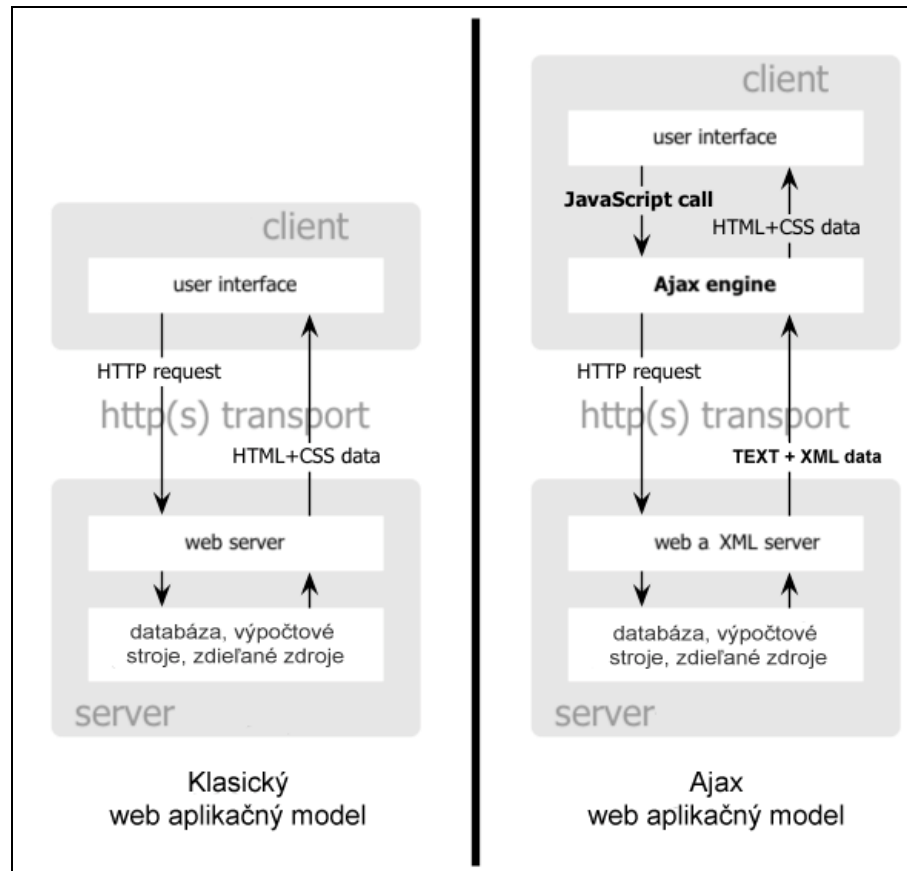 client
user interface
HTTP request
http(s) transport
HTML+CSS data
web server
databáza, výpočtové
stroje, zdieľané zdroje
server
Klasický
web aplikačný model
client
user interface
JavaScript call
HTML+CSS data
Ajax engine
HTTP request
http(s) transport
TEXT + XML data
web a XML server
databáza, výpočtové
stroje, zdieľané zdroje
server
Ajax
web aplikačný model